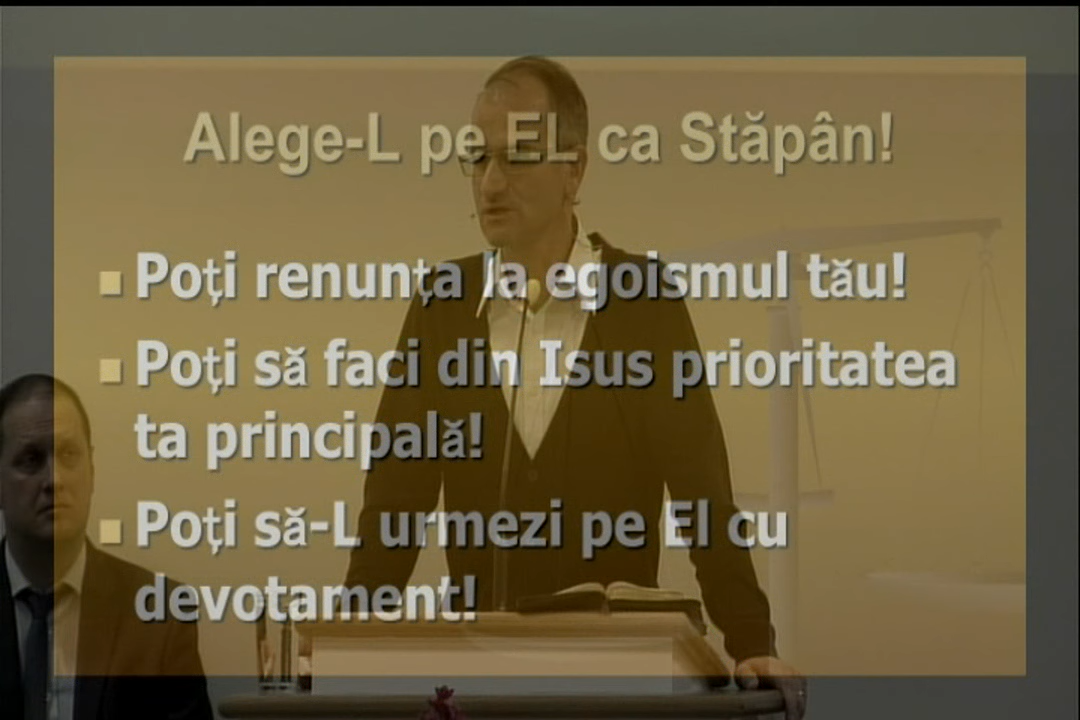 Alege-L pe EL ca Stăpân!
Poţi renunţa la egoismul tău!
Poţi să faci din Isus prioritatea
ta principală!
Poţi să-L urmezi pe El cu
devotament!